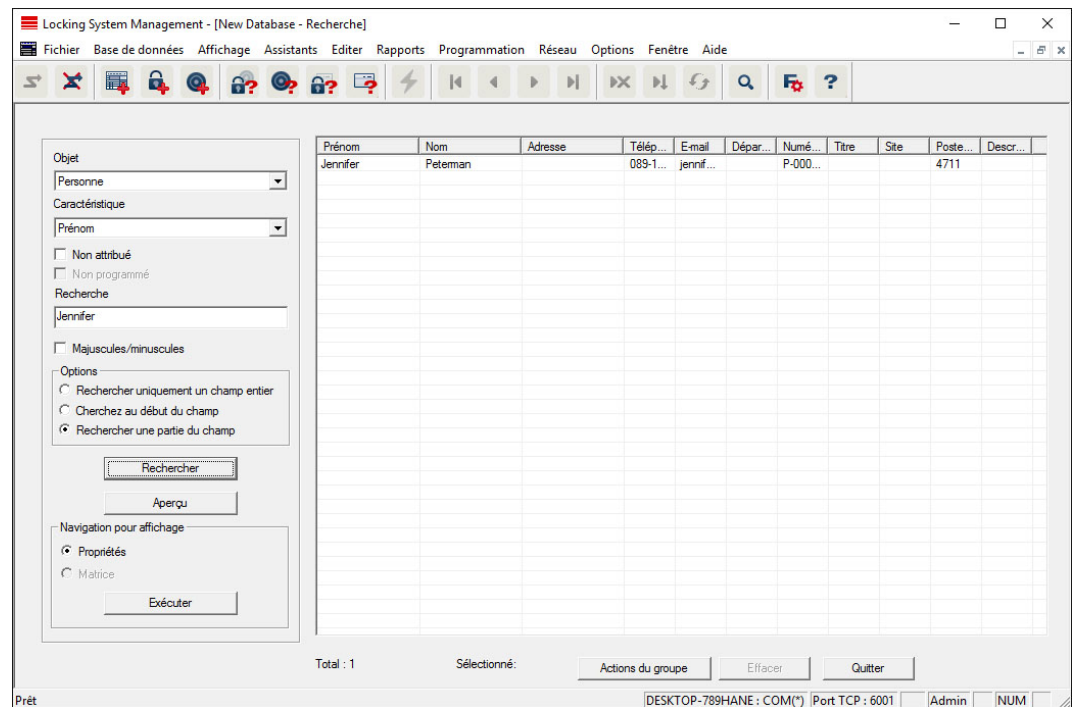 Locking System Management - [New Database - Recherche]
Fichier Base de données Affichage Assistants Editer Rapports Programmation Réseau Options Fenêtre Aide
Objet
Personne
Caractéristique
Prénom
Non attribué
Non programmé
Recherche
Jennifer
Majuscules/minuscules
Options
Rechercher uniquement un champ entier
Cherchez au début du champ
Rechercher une partie du champ
Rechercher
Aperçu
Navigation pour affichage
Propriétés
Matrice
Exécuter
Prénom Nom Adresse Télép... E-mail Dépar... Numé... Titre Site Poste... Descr...
Jennifer Peterman 089-1... jennif... P-000... 4711
Total : 1 Sélectionné: Actions du groupe Effacer Quitter
Prêt DESKTOP-789HANE : COM(*) Port TCP : 6001 Admin NUM